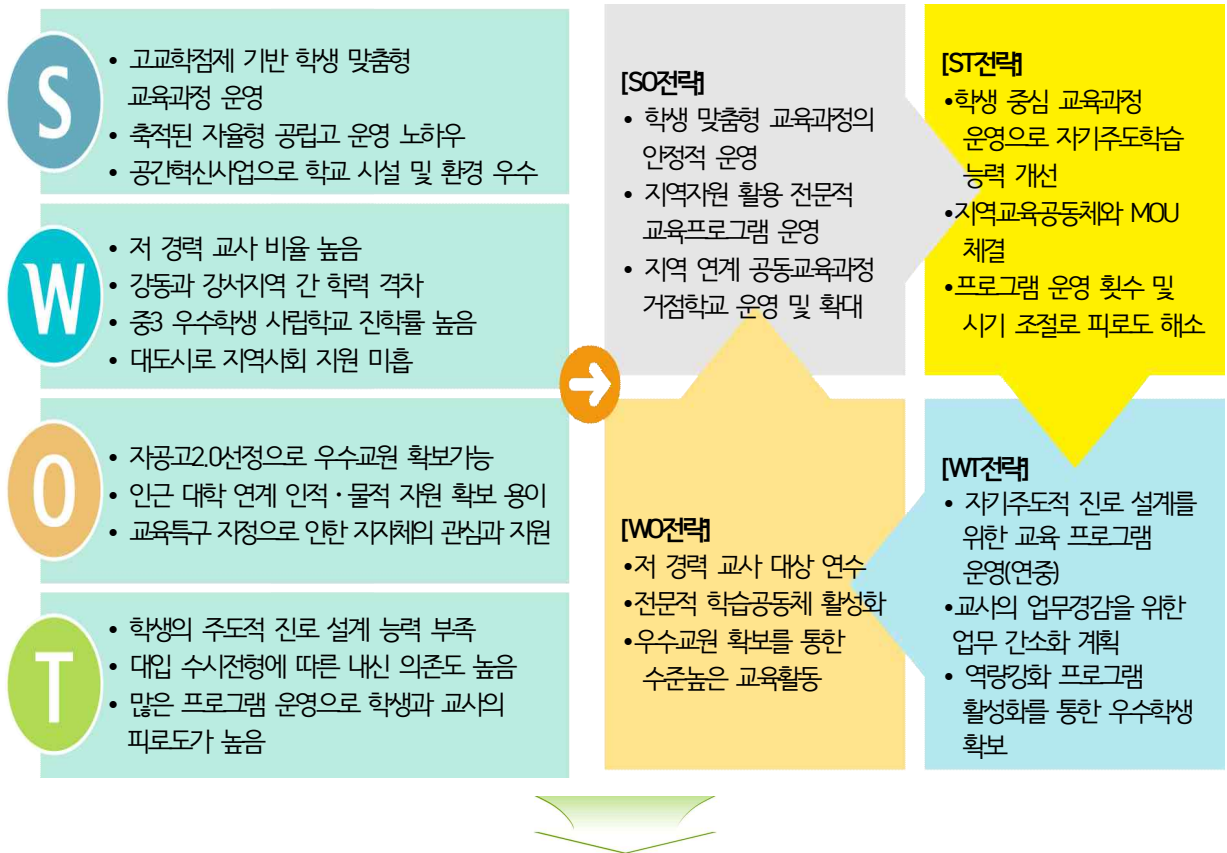 S
• 고교학점제 기반 학생 맞춤형
교육과정 운영
• 축적된 자율형 공립고 운영 노하우
• 공간혁신사업으로 학교 시설 및 환경 우수
W
• 저 경력 교사 비율 높음
• 강동과 강서지역 간 학력 격차
• 중3 우수학생 사립학교 진학률 높음
• 대도시로 지역사회 지원 미흡
O
• 자공고2.0선정으로 우수교원 확보가능
• 인근 대학 연계 인적·물적 자원 확보 용이
• 교육특구 지정으로 인한 지자체의 관심과 지원
T
• 학생의 주도적 진로 설계 능력 부족
• 대입 수시전형에 따른 내신 의존도 높음
• 많은 프로그램 운영으로 학생과 교사의
피로도가 높음
[SO전략]
• 학생 맞춤형 교육과정의
안정적 운영
• 지역자원 활용 전문적
교육프로그램 운영
• 지역 연계 공동교육과정
거점학교 운영 및 확대
[ST전략]
•학생 중심 교육과정
운영으로 자기주도학습
능력 개선
•지역교육공동체와 MOU
체결
•프로그램 운영 횟수 및
시기 조절로 피로도 해소
[WO전략]
•저 경력 교사 대상 연수
•전문적 학습공동체 활성화
•우수교원 확보를 통한
수준높은 교육활동
[WT전략]
• 자기주도적 진로 설계를
위한 교육 프로그램
운영(연중)
•교사의 업무경감을 위한
업무 간소화 계획
• 역량강화 프로그램
활성화를 통한 우수학생
확보